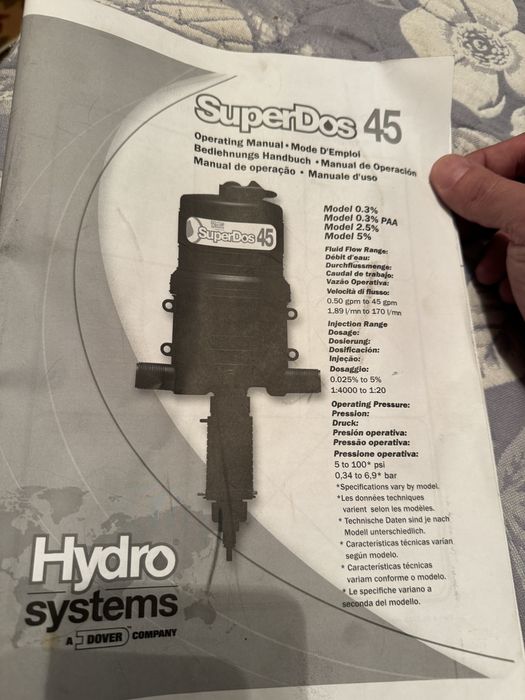 SuperDos 45
Operating Manual • Mode D'Emploi
Bediehnungs Handbuch • Manual de Operación
Manual de operação • Manuale d'uso
SuperDos 45
Model 0.3%
Model 0.3% PAA
Model 2.5%
Model 5%
Fluid Flow Range:
Débit d'eau:
Durchflussmenge:
Caudal de trabajo:
Vazão Operativa:
Velocità di flusso:
0.50 gpm to 45 gpm
1.89 l/mn to 170 l/mn
Injection Range
Dosage:
Dosierung:
Dosificación:
Injeção:
Dosaggio:
0.025% to 5%
1:4000 to 1:20
Operating Pressure:
Pression:
Druck:
Presión operativa:
Pressão operativa:
Pressione operativa:
5 to 100* psi
0,34 to 6,9* bar
*Specifications vary by model.
*Les données techniques
varient selon les modèles.
* Technische Daten sind je nach
Modell unterschiedlich.
* Características técnicas varían
según modelo.
* Características técnicas
variam conforme o modelo.
* Le specifiche variano a
seconda del modello.
Hydro
systems
A DOVER COMPANY